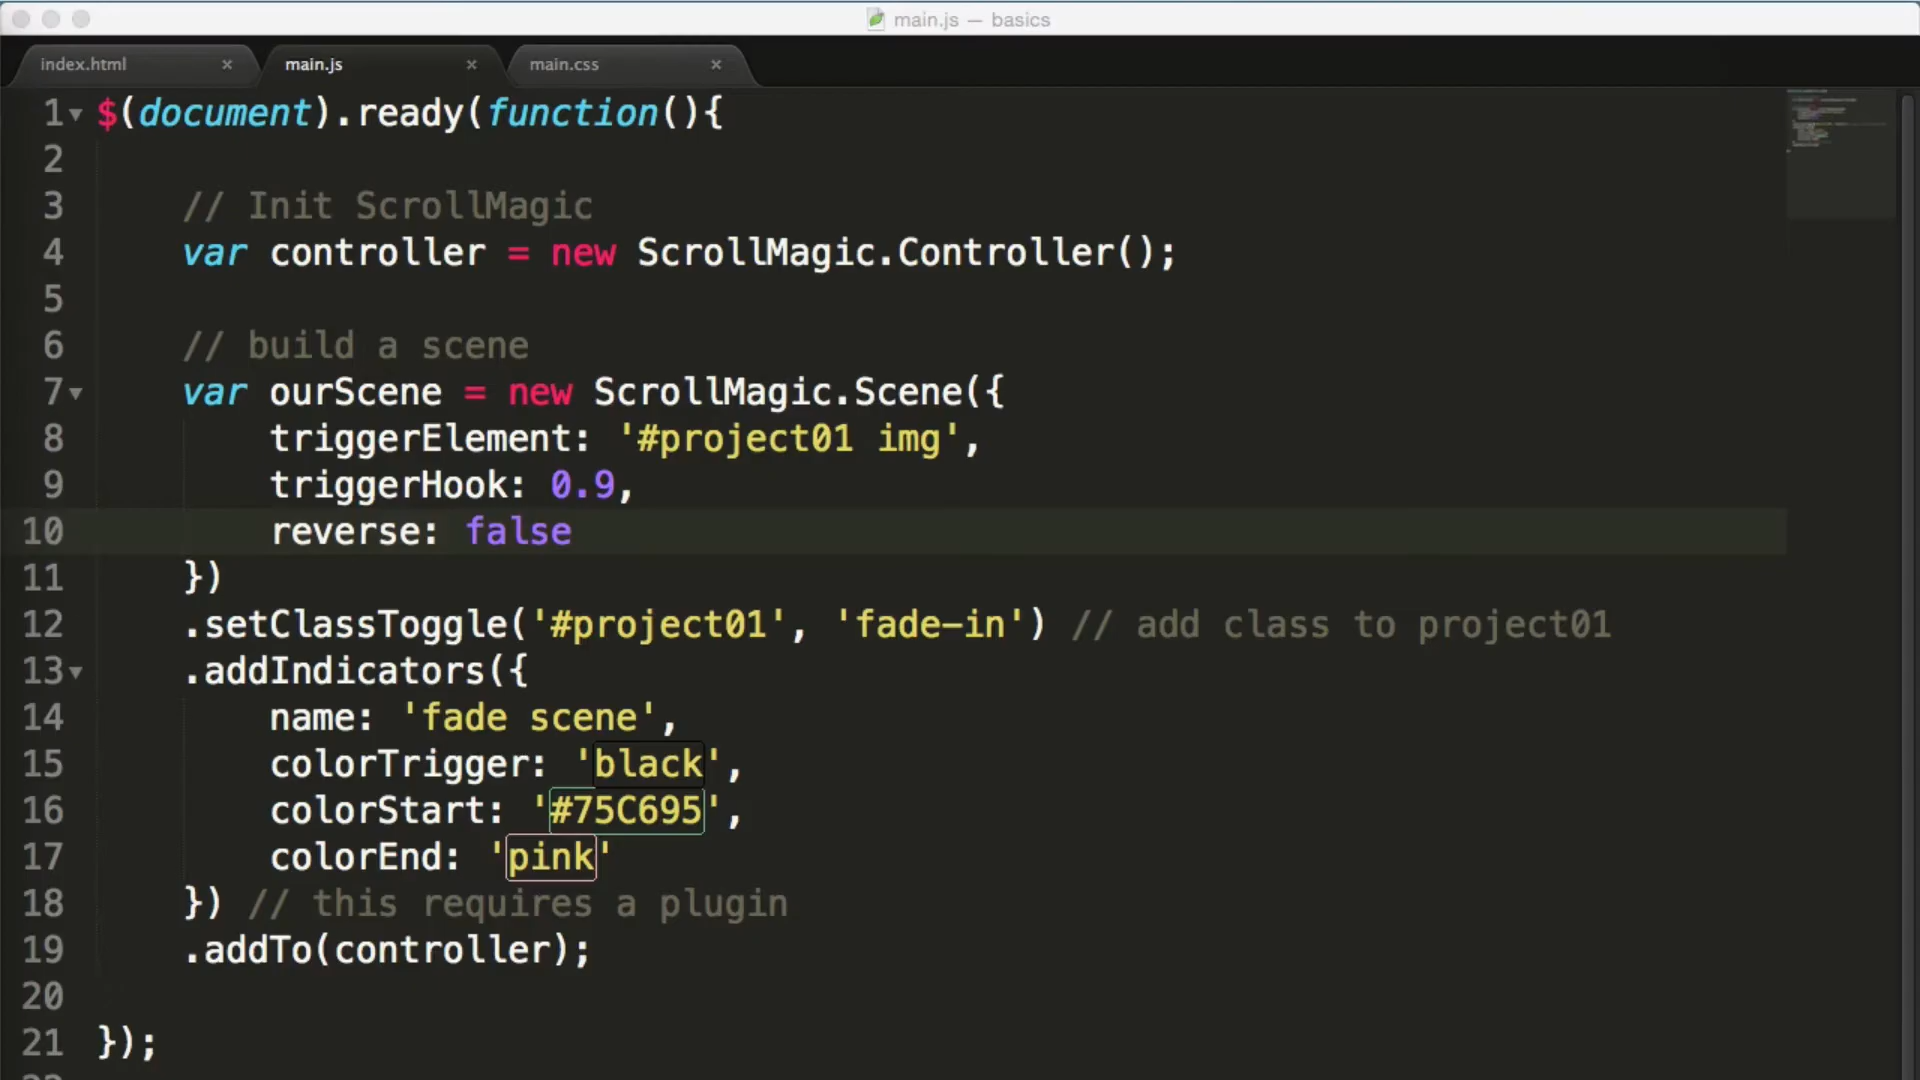 main.js — basics
index.html × main.js × main.css ×
1 $(document).ready(function(){
2
3 // Init ScrollMagic
4 var controller = new ScrollMagic.Controller();
5
6 // build a scene
7 var ourScene = new ScrollMagic.Scene({
8 triggerElement: '#project01 img',
9 triggerHook: 0.9,
10 reverse: false
11 })
12 .setClassToggle('#project01', 'fade-in') // add class to project01
13 .addIndicators({
14 name: 'fade scene',
15 colorTrigger: 'black',
16 colorStart: '#75C695',
17 colorEnd: 'pink'
18 }) // this requires a plugin
19 .addTo(controller);
20
21 });